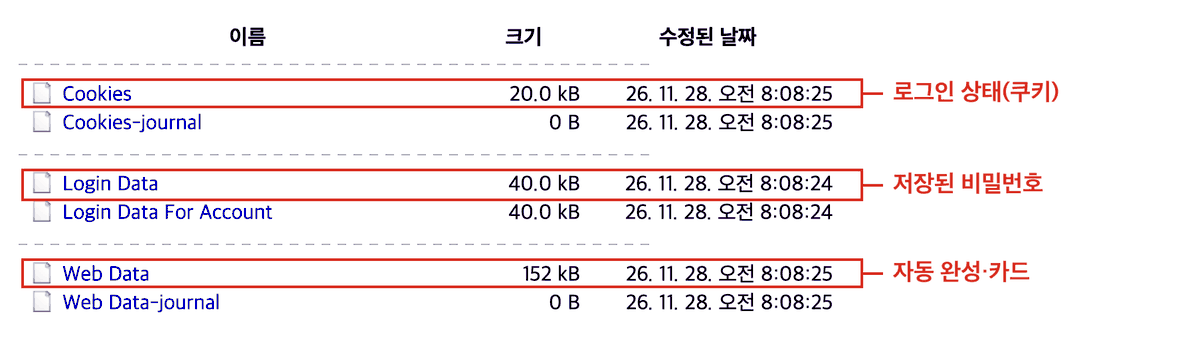 이름 크기 수정된 날짜
Cookies 20.0 kB 26. 11. 28. 오전 8:08:25 로그인 상태(쿠키)
Cookies-journal 0 B 26. 11. 28. 오전 8:08:25
Login Data 40.0 kB 26. 11. 28. 오전 8:08:24 저장된 비밀번호
Login Data For Account 40.0 kB 26. 11. 28. 오전 8:08:24
Web Data 152 kB 26. 11. 28. 오전 8:08:25 자동 완성·카드
Web Data-journal 0 B 26. 11. 28. 오전 8:08:25